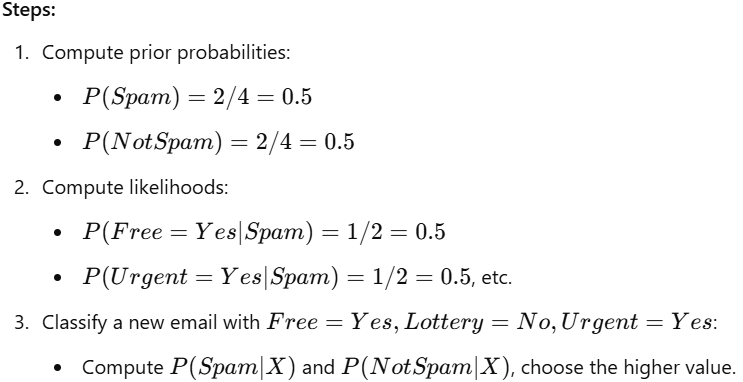 Steps:
1. Compute prior probabilities:
• P(Spam) = 2/4 = 0.5
• P(NotSpam) = 2/4 = 0.5
2. Compute likelihoods:
• P(Free = Yes|Spam) = 1/2 = 0.5
• P(Urgent = Yes|Spam) = 1/2 = 0.5, etc.
3. Classify a new email with Free = Yes, Lottery = No, Urgent = Yes:
• Compute P(Spam|X) and P(NotSpam|X), choose the higher value.